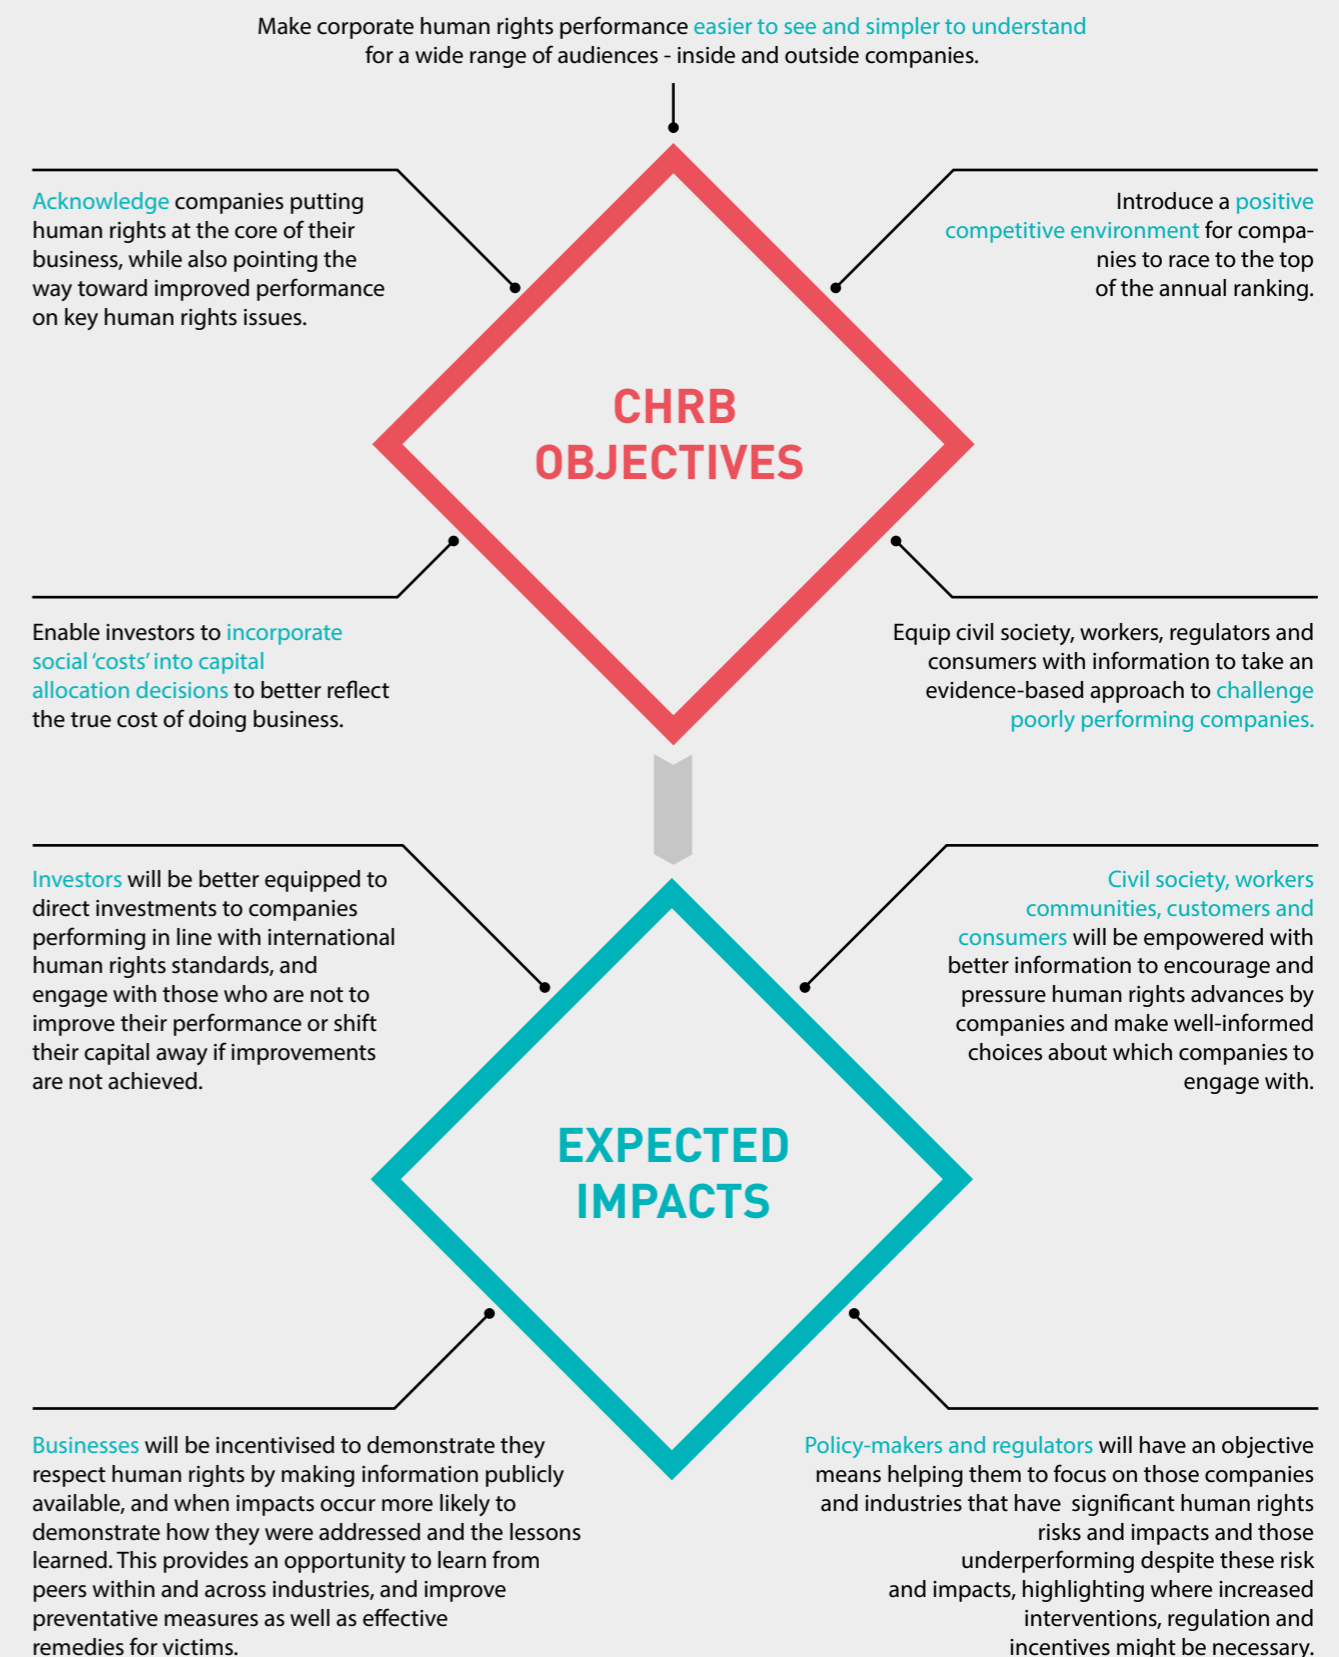 Make corporate human rights performance easier to see and simpler to understand
for a wide range of audiences - inside and outside companies.
Acknowledge companies putting
human rights at the core of their
business, while also pointing the
way toward improved performance
on key human rights issues.
Introduce a positive
competitive environment for compa-
nies to race to the top
of the annual ranking.
CHRB
OBJECTIVES
Enable investors to incorporate
social ‘costs’ into capital
allocation decisions to better reflect
the true cost of doing business.
Equip civil society, workers, regulators and
consumers with information to take an
evidence-based approach to challenge
poorly performing companies.
Investors will be better equipped to
direct investments to companies
performing in line with international
human rights standards, and
engage with those who are not to
improve their performance or shift
their capital away if improvements
are not achieved.
Civil society, workers
communities, customers and
consumers will be empowered with
better information to encourage and
pressure human rights advances by
companies and make well-informed
choices about which companies to
engage with.
EXPECTED
IMPACTS
Businesses will be incentivised to demonstrate they
respect human rights by making information publicly
available, and when impacts occur more likely to
demonstrate how they were addressed and the lessons
learned. This provides an opportunity to learn from
peers within and across industries, and improve
preventative measures as well as effective
remedies for victims.
Policy-makers and regulators will have an objective
means helping them to focus on those companies
and industries that have significant human rights
risks and impacts and those
underperforming despite these risk
and impacts, highlighting where increased
interventions, regulation and
incentives might be necessary.